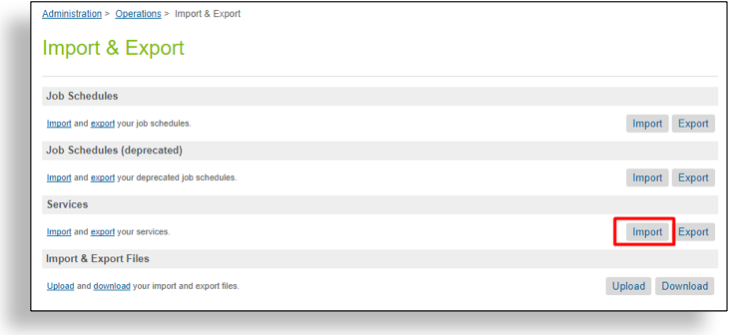 Administration > Operations > Import & Export
Import & Export
Job Schedules
Import and export your job schedules. Import Export
Job Schedules (deprecated)
Import and export your deprecated job schedules. Import Export
Services
Import and export your services. Import Export
Import & Export Files
Upload and download your import and export files. Upload Download